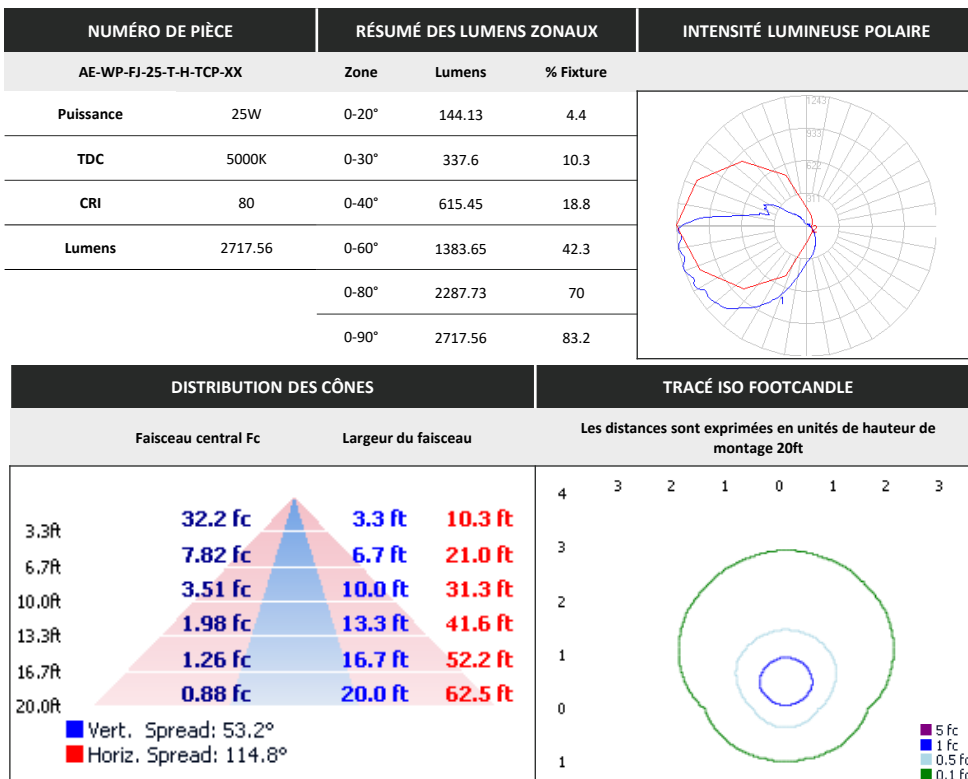 NUMÉRO DE PIÈCE
RÉSUMÉ DES LUMENS ZONAUX
INTENSITÉ LUMINEUSE POLAIRE
AE-WP-FJ-25-T-H-TCP-XX
Zone Lumens % Fixture
Puissance 25W
0-20° 144.13 4.4
TDC 5000K
0-30° 337.6 10.3
CRI 80
0-40° 615.45 18.8
Lumens 2717.56
0-60° 1383.65 42.3
0-80° 2287.73 70
0-90° 2717.56 83.2
1243
933
622
311
2
1
DISTRIBUTION DES CÔNES
TRACÉ ISO FOOTCANDLE
Faisceau central Fc Largeur du faisceau
Les distances sont exprimées en unités de hauteur de
montage 20ft
3.3ft 32.2 fc 3.3 ft 10.3 ft
6.7ft 7.82 fc 6.7 ft 21.0 ft
10.0ft 3.51 fc 10.0 ft 31.3 ft
13.3ft 1.98 fc 13.3 ft 41.6 ft
16.7ft 1.26 fc 16.7 ft 52.2 ft
20.0ft 0.88 fc 20.0 ft 62.5 ft
Vert. Spread: 53.2°
Horiz. Spread: 114.8°
3 2 1 0 1 2 3
4
3
2
1
0
1
5 fc
1 fc
0.5 fc
0.1 fc